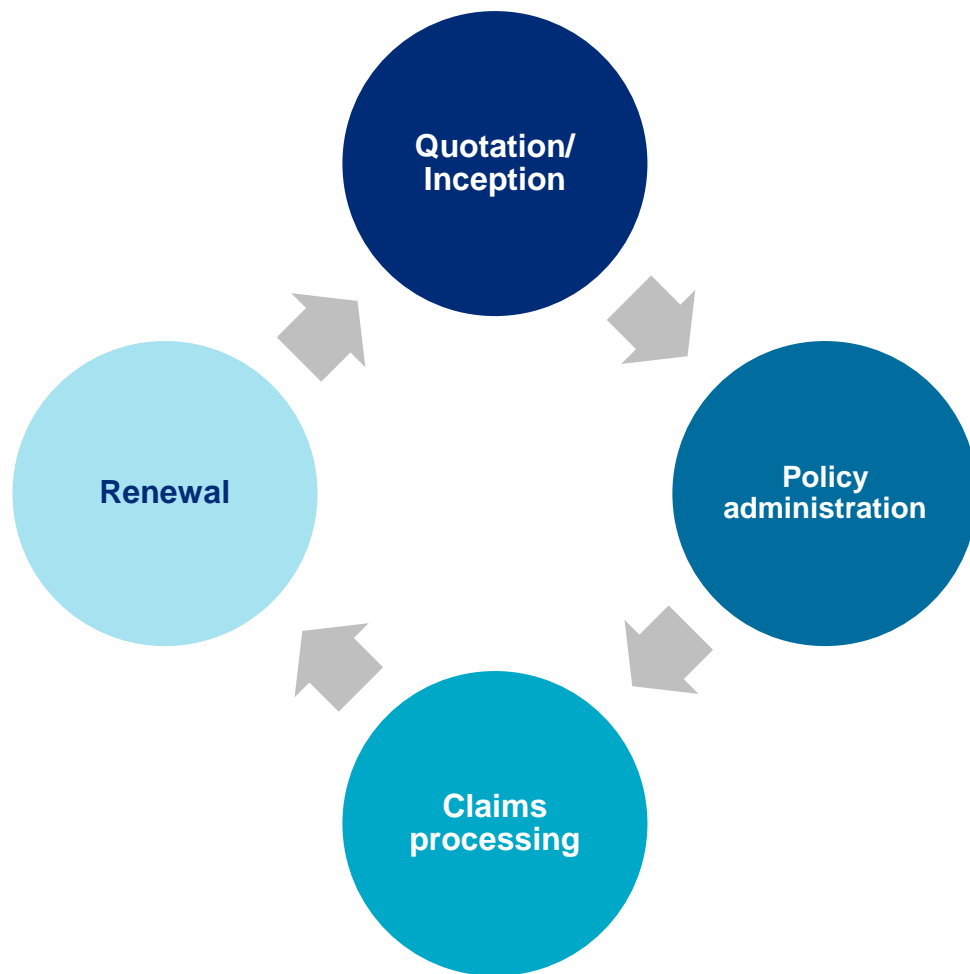 Quotation/
Inception
Policy
administration
Claims
processing
Renewal